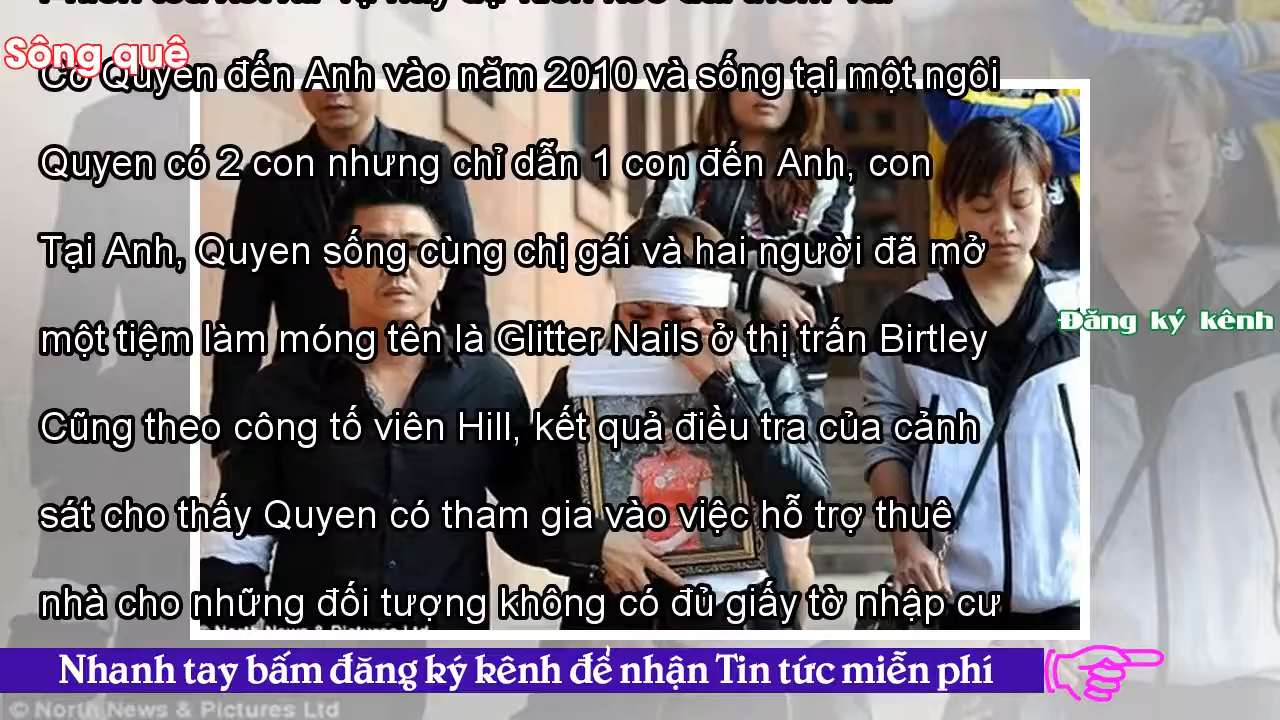 Sông quê
Cô Quyen đến Anh vào năm 2010 và sống tại một ngôi
Quyen có 2 con nhưng chỉ dẫn 1 con đến Anh, con
Tại Anh, Quyen sống cùng chị gái và hai người đã mở
Đăng ký kênh
một tiệm làm móng tên là Glitter Nails ở thị trấn Birtley
Cũng theo công tố viên Hill, kết quả điều tra của cảnh
sát cho thấy Quyen có tham gia vào việc hỗ trợ thuê
nhà cho những đối tượng không có đủ giấy tờ nhập cư
© North News & Pictures Ltd
Nhanh tay bấm đăng ký kênh để nhận Tin tức miễn phí
© North News & Pictures Ltd